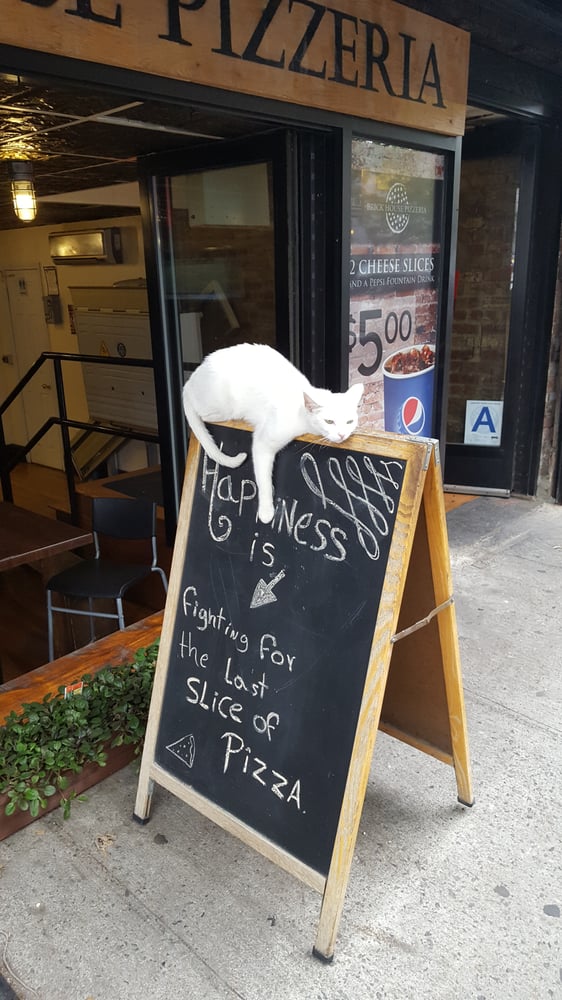 PIZZERIA
BRICK HOUSE PIZZERIA
2 CHEESE SLICES
AND A PEPSI FOUNTAIN DRINK
$5.00
A
Happiness
is
Fighting for
the Last
SLice of
Pizza.